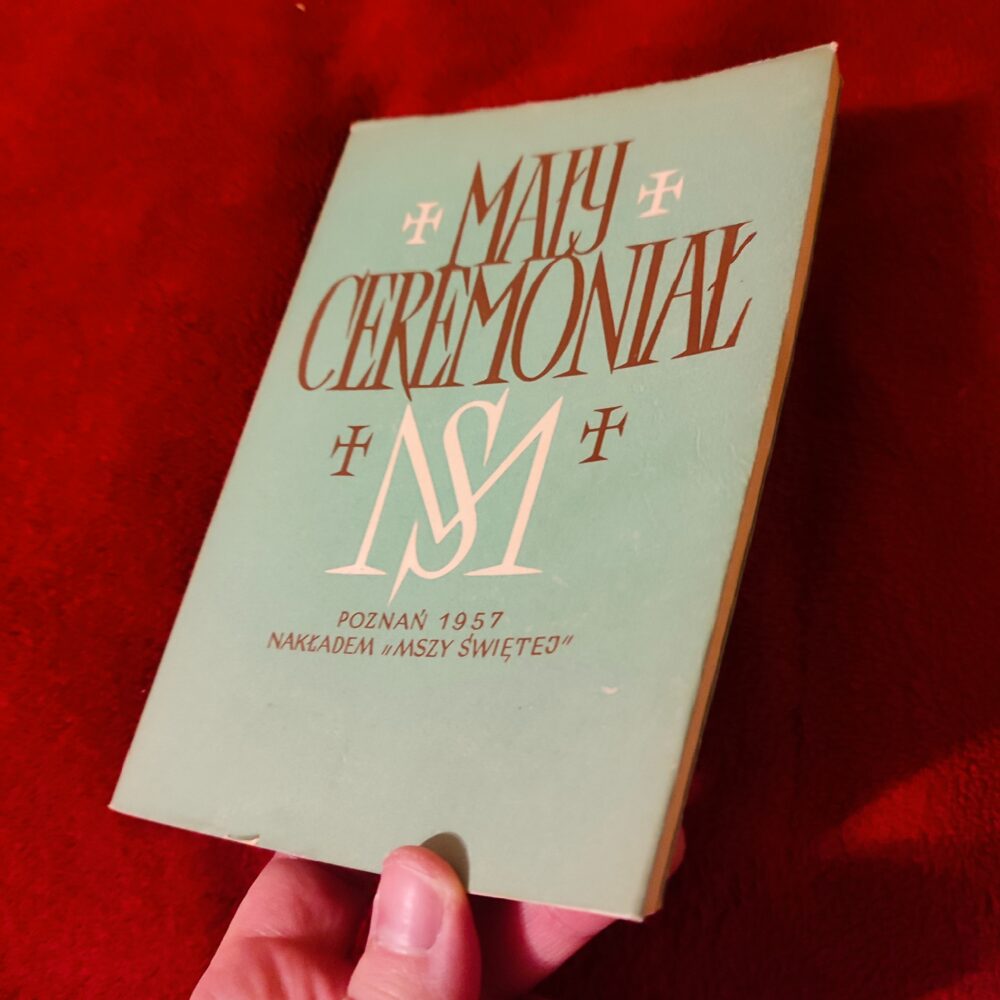 MAŁY
CEREMONIAŁ
MS
POZNAŃ 1957
NAKŁADEM „MSZY ŚWIĘTEJ"